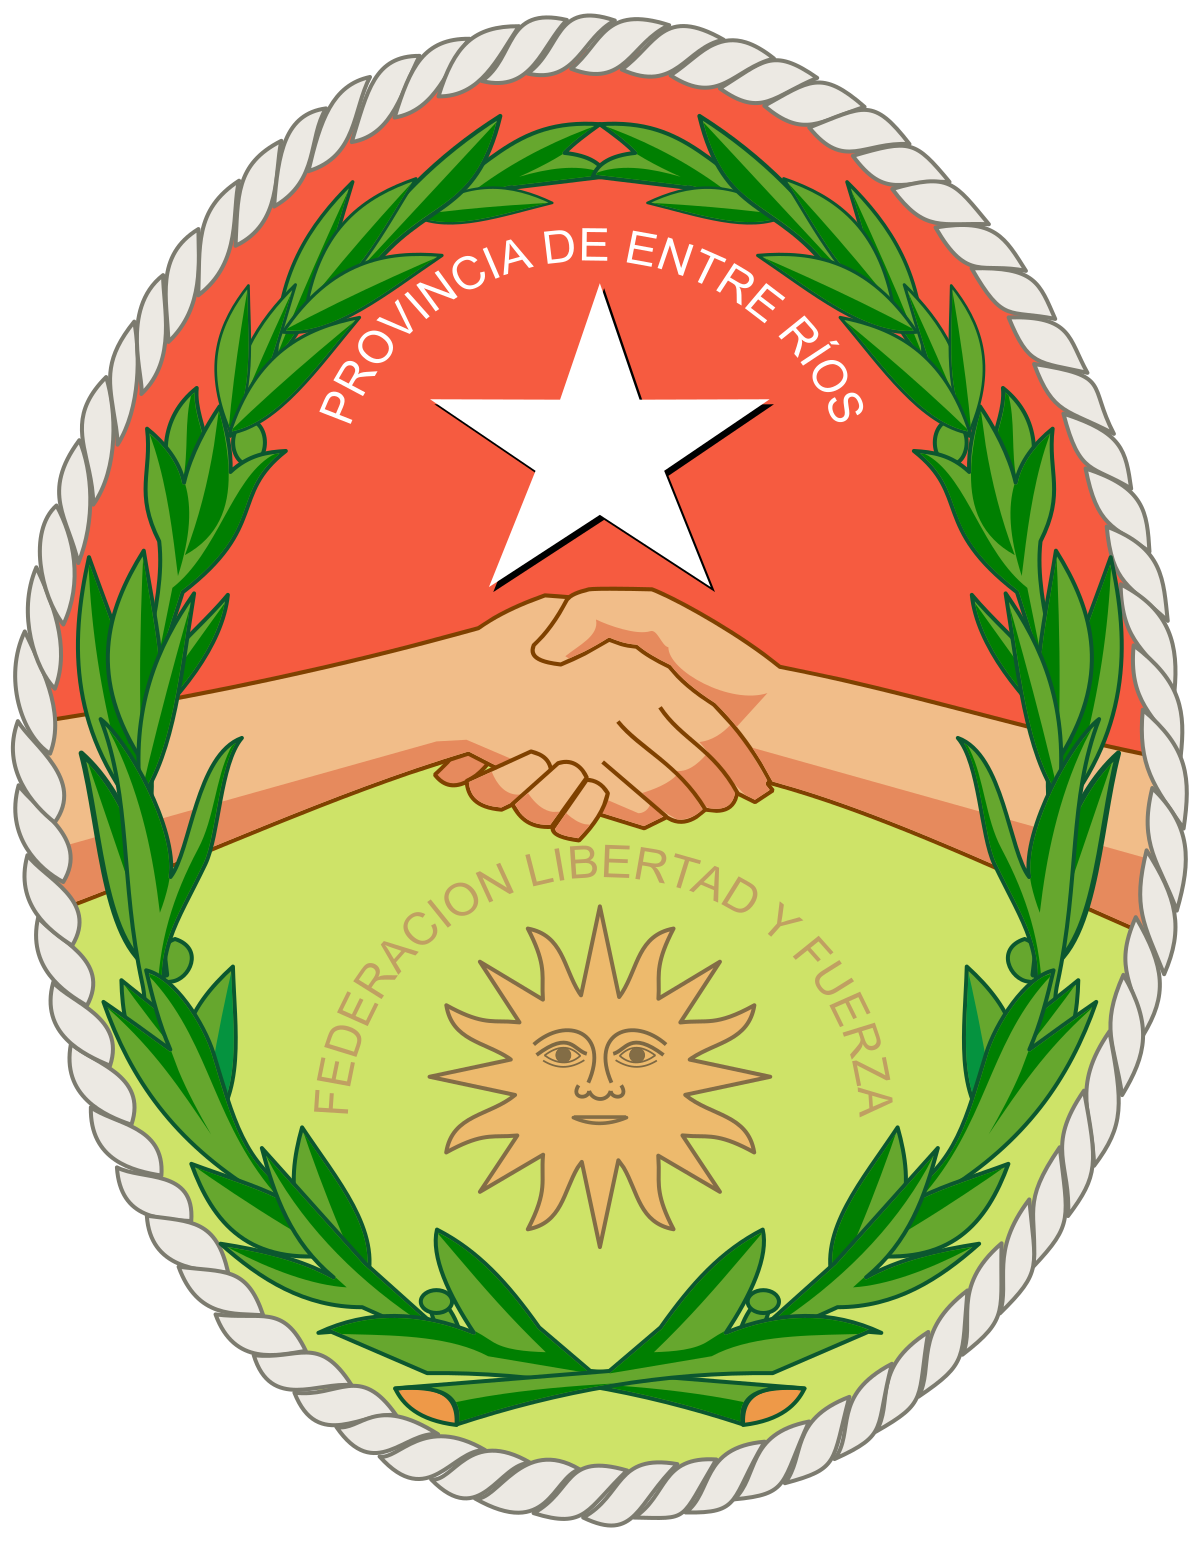 PROVINCIA DE ENTRE RÍOS
FEDERACION LIBERTAD Y FUERZA